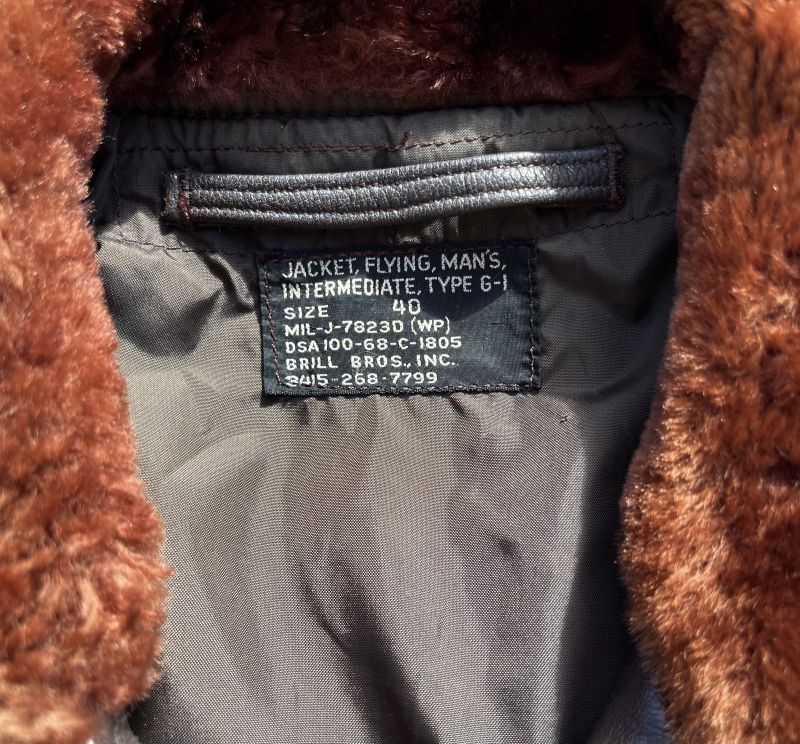 JACKET, FLYING, MAN'S,
INTERMEDIATE, TYPE G-1
SIZE 40
MIL-J-7823D (WP)
DSA 100-68-C-1805
BRILL BROS., INC.
8415-268-7799